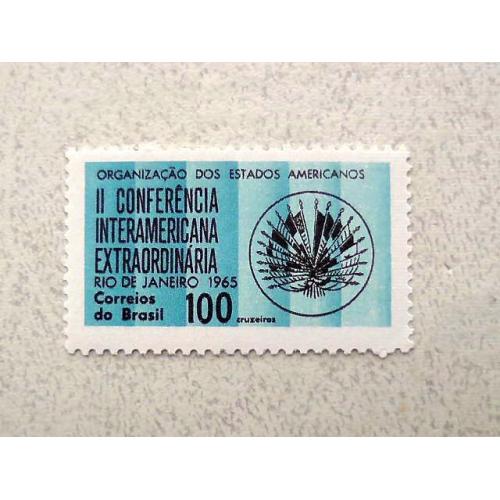 ORGANIZAÇÃO DOS ESTADOS AMERICANOS
II CONFERÊNCIA
INTERAMERICANA
EXTRAORDINÁRIA
RIO DE JANEIRO 1965
Correios
do Brasil 100 cruzeiros